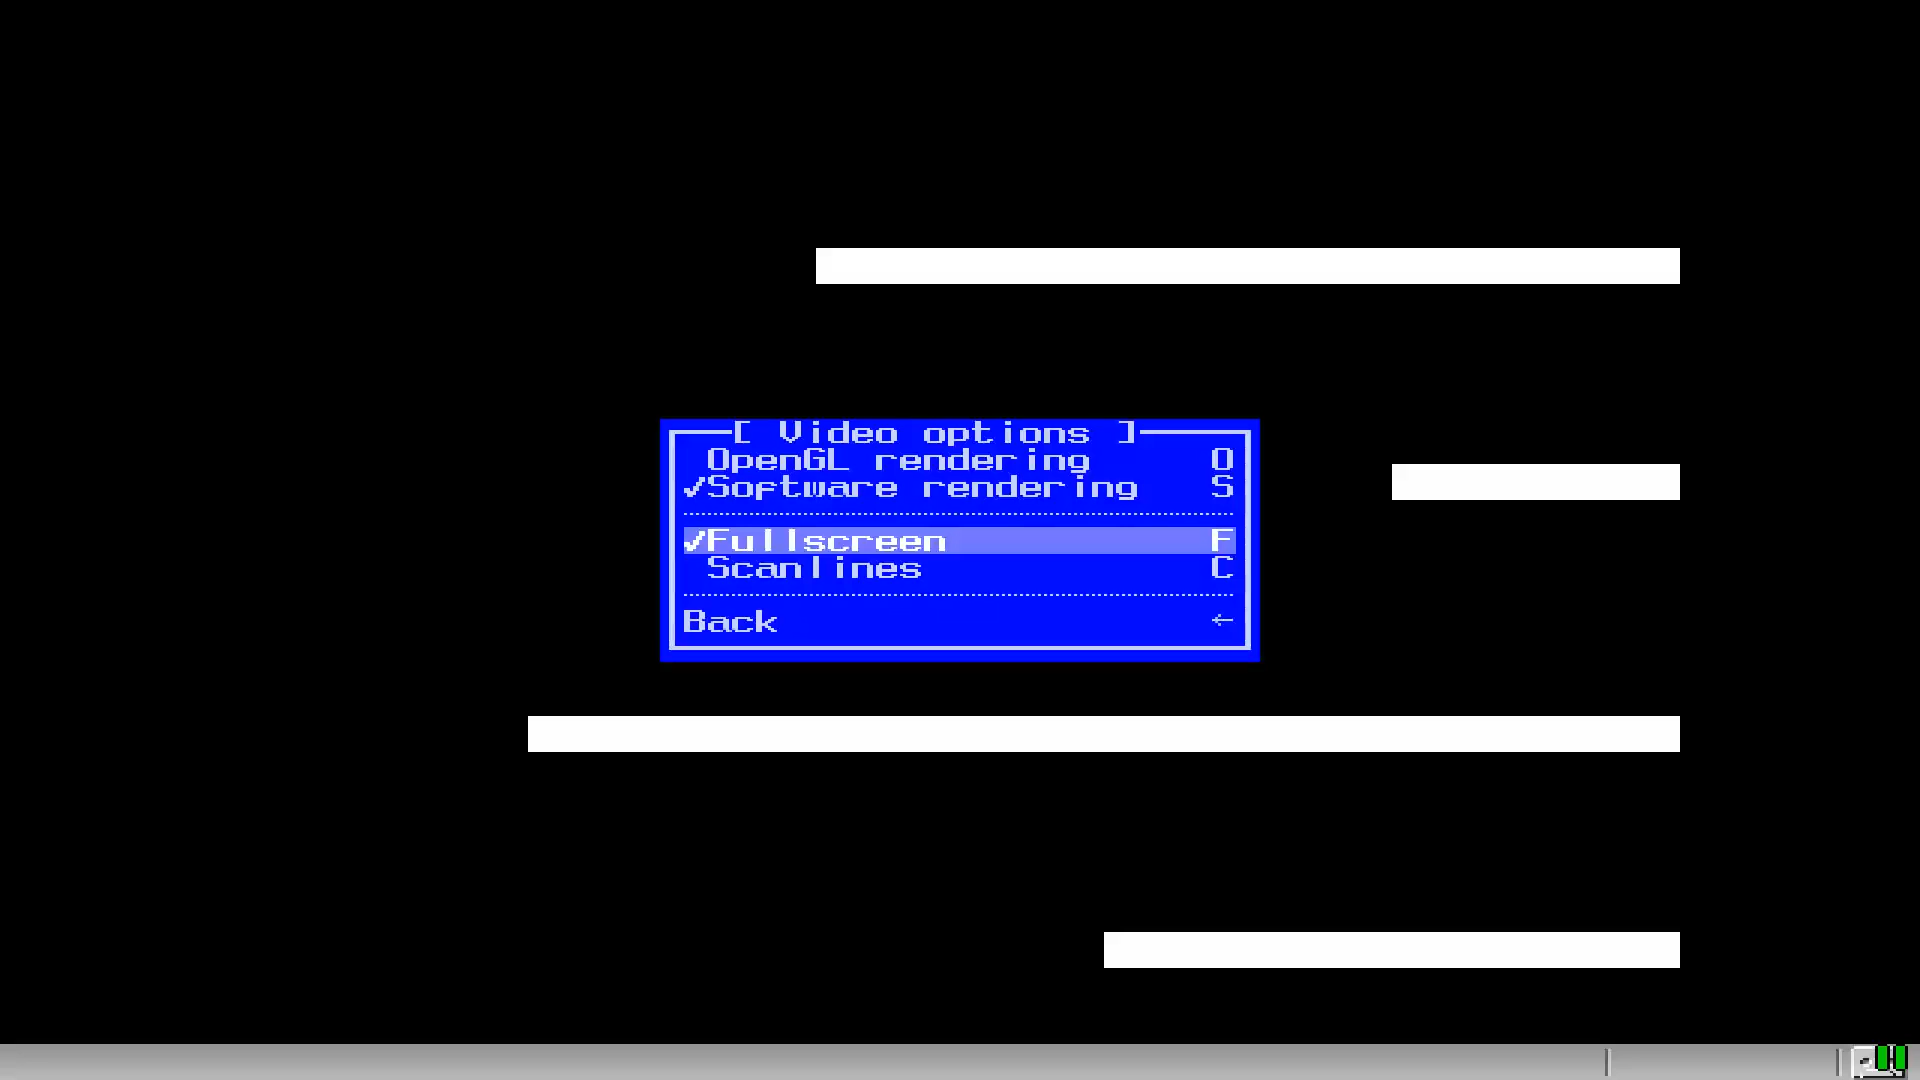 [ Video options ]
OpenGL rendering O
✓Software rendering S
✓Fullscreen F
Scanlines C
Back ←